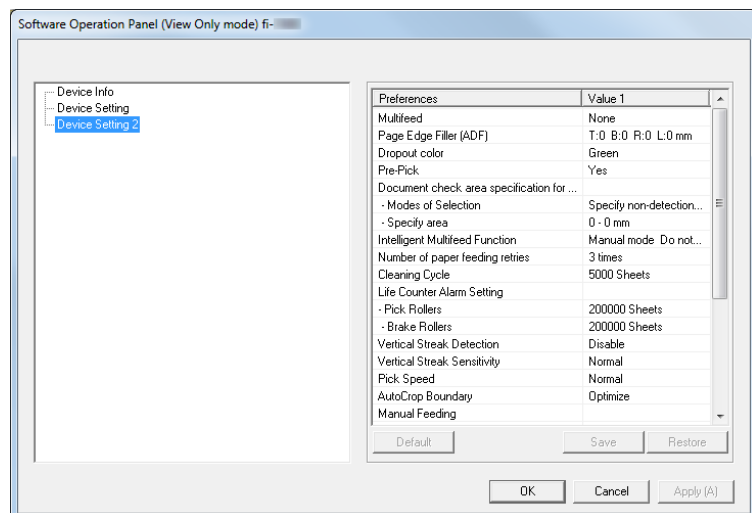 Software Operation Panel (View Only mode) fi-
Device Info
Device Setting
Device Setting 2
Preferences Value 1
Multifeed None
Page Edge Filler (ADF) T:0 B:0 R:0 L:0 mm
Dropout color Green
Pre-Pick Yes
Document check area specification for ...
- Modes of Selection Specify non-detection...
- Specify area 0 - 0 mm
Intelligent Multifeed Function Manual mode Do not...
Number of paper feeding retries 3 times
Cleaning Cycle 5000 Sheets
Life Counter Alarm Setting
- Pick Rollers 200000 Sheets
- Brake Rollers 200000 Sheets
Vertical Streak Detection Disable
Vertical Streak Sensitivity Normal
Pick Speed Normal
AutoCrop Boundary Optimize
Manual Feeding
Default Save Restore
OK Cancel Apply (A)